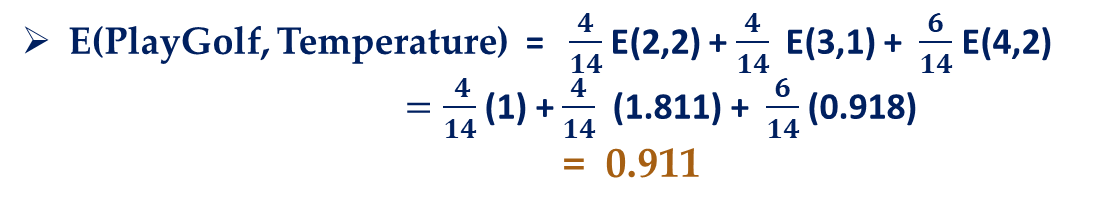 ➢ E(PlayGolf, Temperature) = 4/14 E(2,2) + 4/14 E(3,1) + 6/14 E(4,2)
= 4/14 (1) + 4/14 (1.811) + 6/14 (0.918)
= 0.911